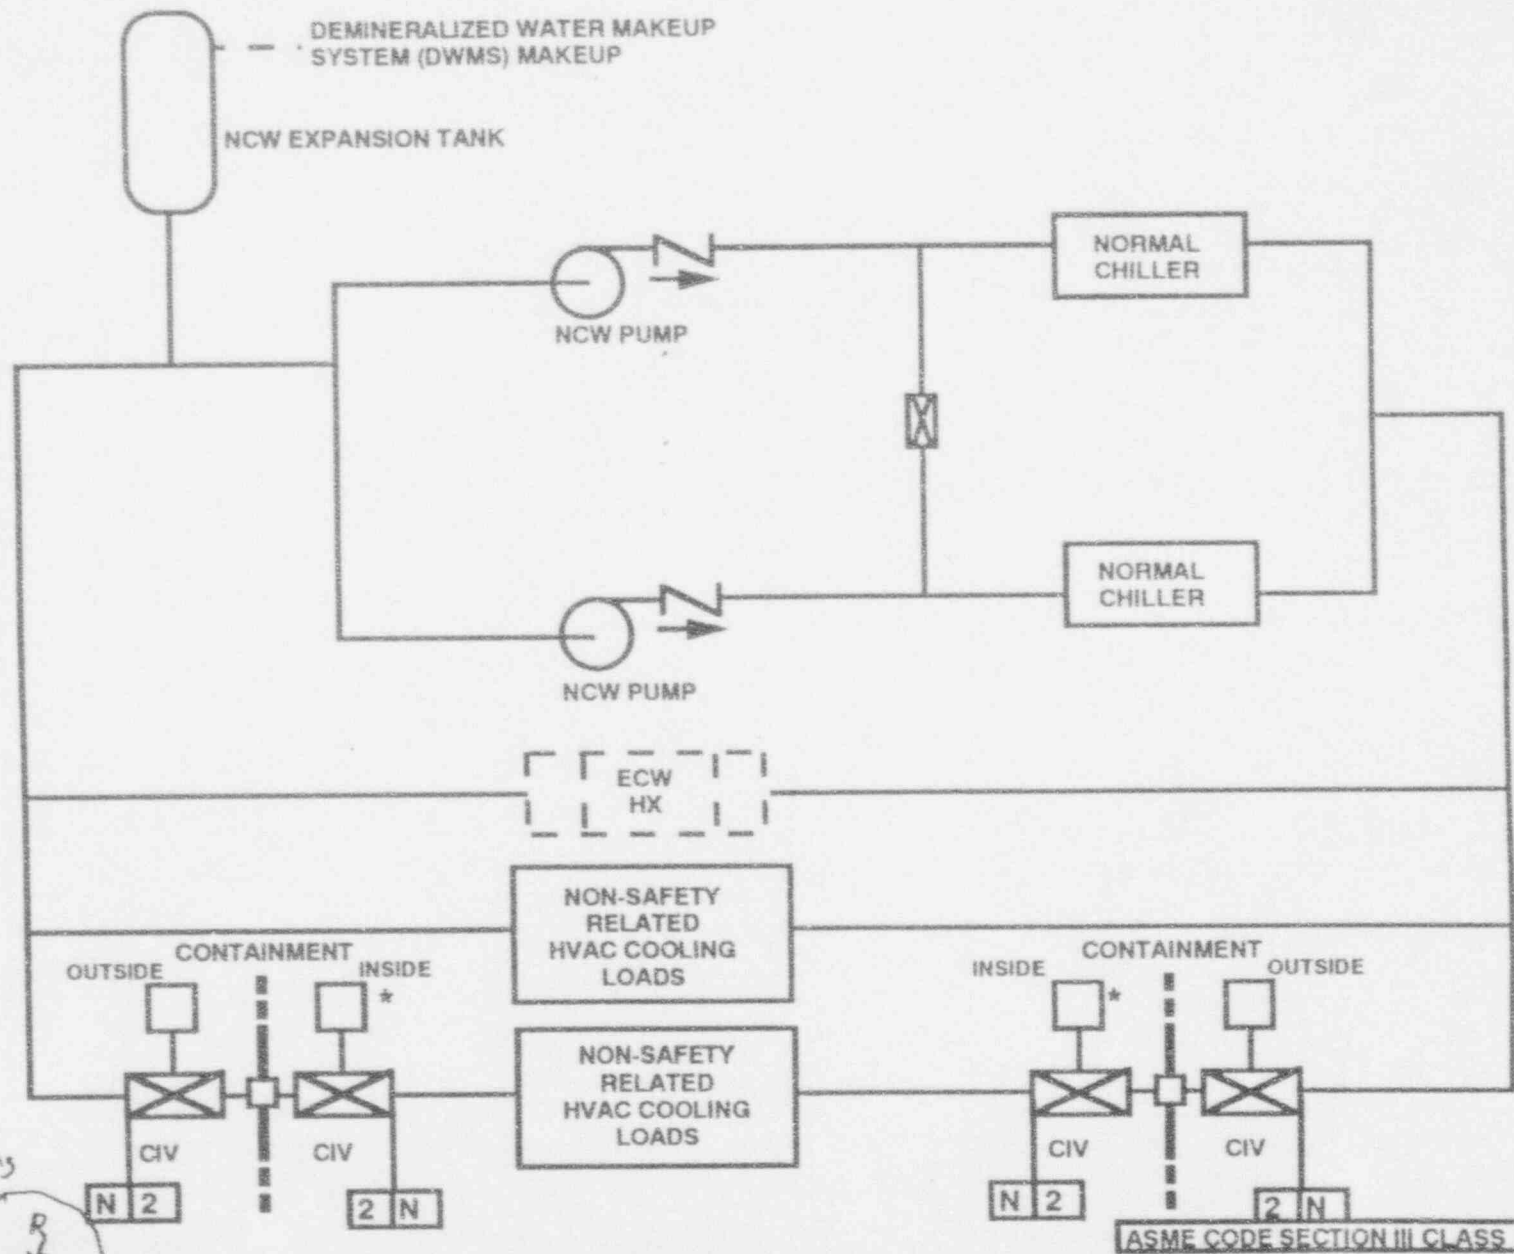 DEMINERALIZED WATER MAKEUP
SYSTEM (DWMS) MAKEUP
NCW EXPANSION TANK
NORMAL
CHILLER
NCW PUMP
NORMAL
CHILLER
NCW PUMP
ECW
HX
NON-SAFETY
RELATED
HVAC COOLING
LOADS
CONTAINMENT
OUTSIDE
INSIDE
*
CONTAINMENT
INSIDE
*
OUTSIDE
NON-SAFETY
RELATED
HVAC COOLING
LOADS
CIV
CIV
CIV
CIV
N 2
2 N
N 2
2 N
ASME CODE SECTION III CLASS